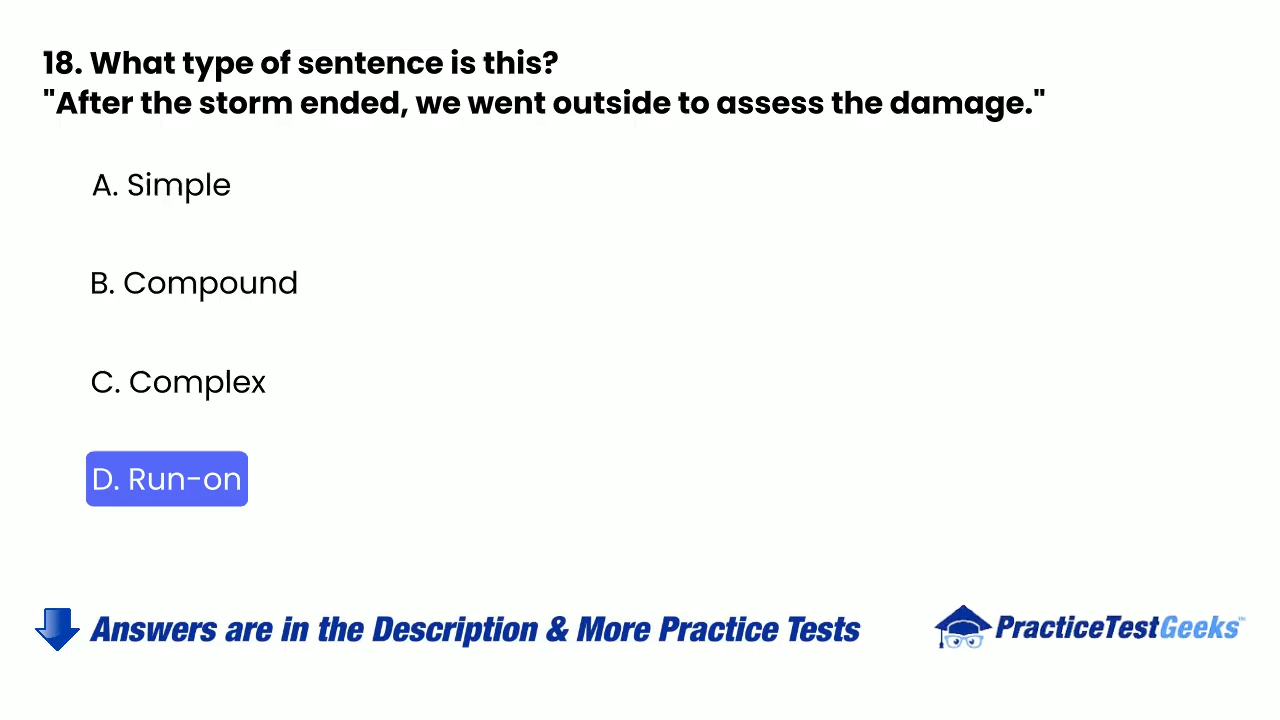 18. What type of sentence is this?
"After the storm ended, we went outside to assess the damage."
A. Simple
B. Compound
C. Complex
D. Run-on
Answers are in the Description & More Practice Tests
PracticeTestGeeks